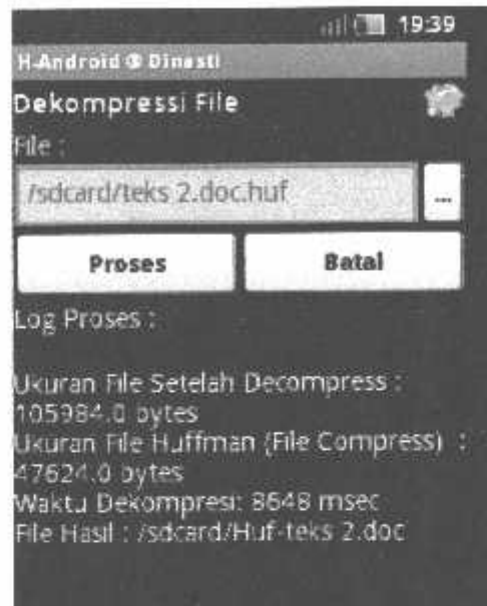 19:39
H-Android @ Dinasti
Dekompressi File
File :
/sdcard/teks 2.doc.huf
...
Proses
Batal
Log Proses :
Ukuran File Setelah Decompress :
105984.0 bytes
Ukuran File Huffman (File Compress) :
47624.0 bytes
Waktu Dekompresi: 8648 msec
File Hasil : /sdcard/Huf-teks 2.doc